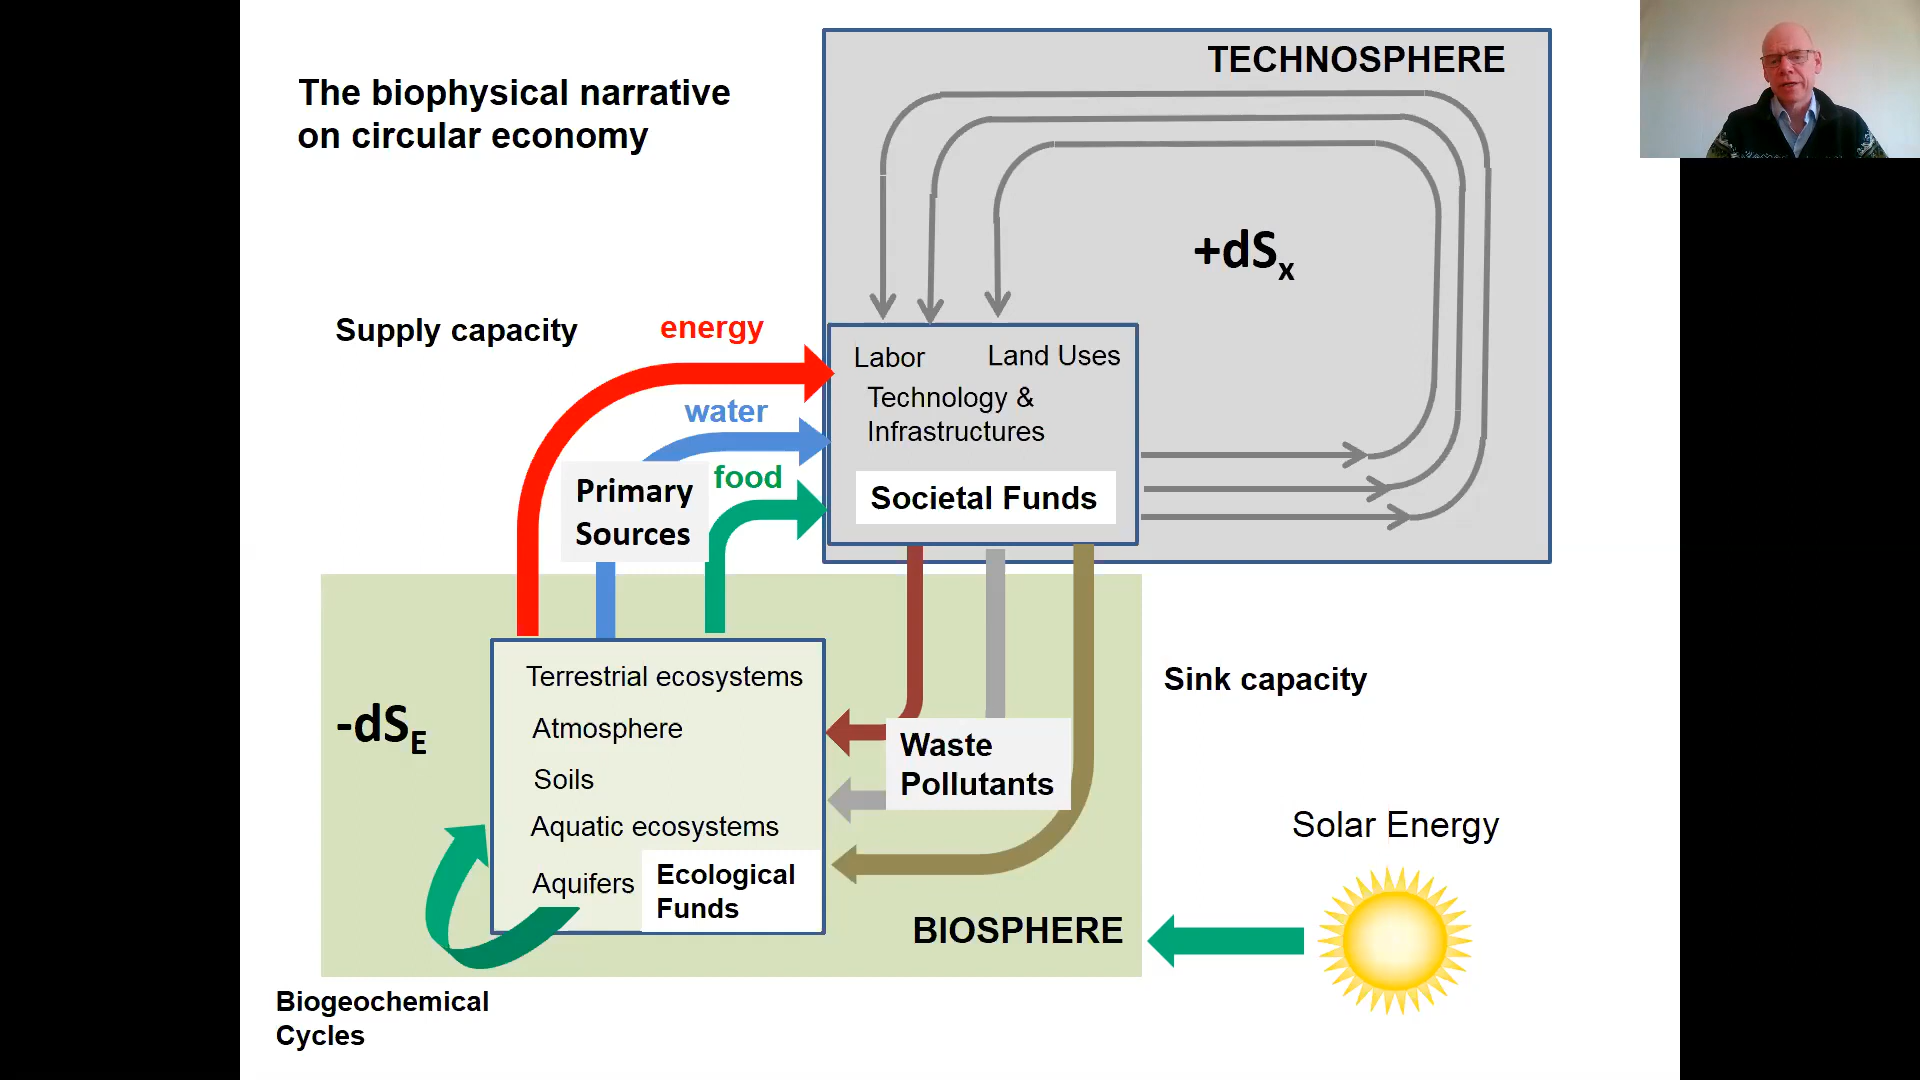 The biophysical narrative
on circular economy
TECHNOSPHERE
+dSx
Supply capacity
energy
water
food
Primary
Sources
Labor
Land Uses
Technology &
Infrastructures
Societal Funds
-dSE
Terrestrial ecosystems
Atmosphere
Soils
Aquatic ecosystems
Aquifers
Ecological
Funds
Waste
Pollutants
Sink capacity
BIOSPHERE
Solar Energy
Biogeochemical
Cycles